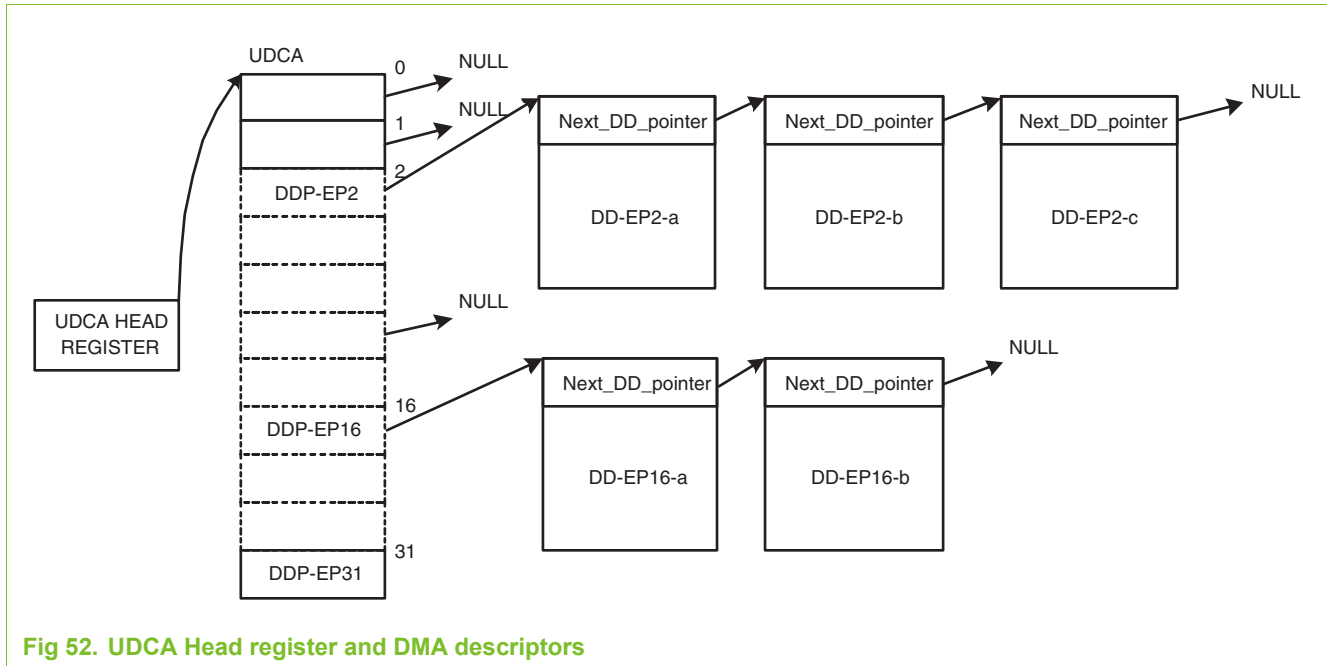 UDCA
0
NULL
1
NULL
2
NULL
Next_DD_pointer
Next_DD_pointer
Next_DD_pointer
DDP-EP2
DD-EP2-a
DD-EP2-b
DD-EP2-c
NULL
UDCA HEAD
REGISTER
NULL
Next_DD_pointer
Next_DD_pointer
16
DDP-EP16
DD-EP16-a
DD-EP16-b
31
DDP-EP31
Fig 52. UDCA Head register and DMA descriptors